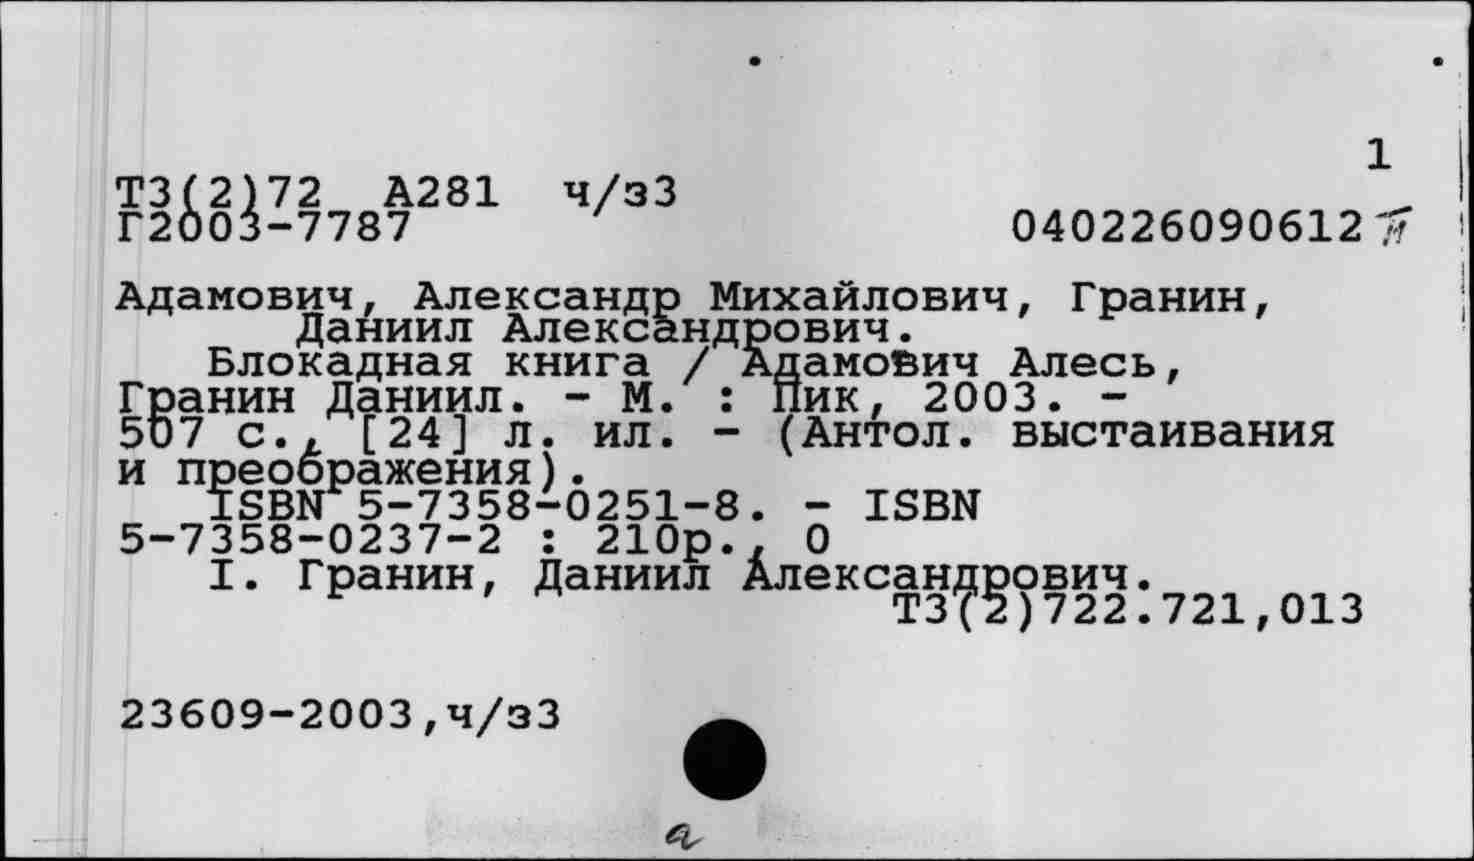 1
Т3(2)72 А281 ч/з3
Г2003-7787 040226090612
Адамович, Александр Михайлович, Гранин,
Даниил Александрович.
Блокадная книга / Адамович Алесь,
Гранин Даниил. - М. : Пик, 2003. -
507 с., [24] л. ил. - (Антол. выстаивания
и преображения).
ISBN 5-7358-0251-8. - ISBN
5-7358-0237-2 : 210р., 0
I. Гранин, Даниил Александрович.
Т3(2)722.721,013
23609-2003,ч/з3